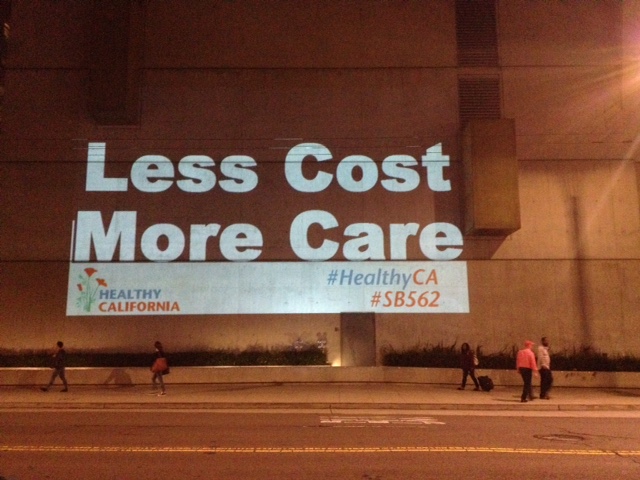 Less Cost
More Care
HEALTHY
CALIFORNIA
#HealthyCA
#SB562